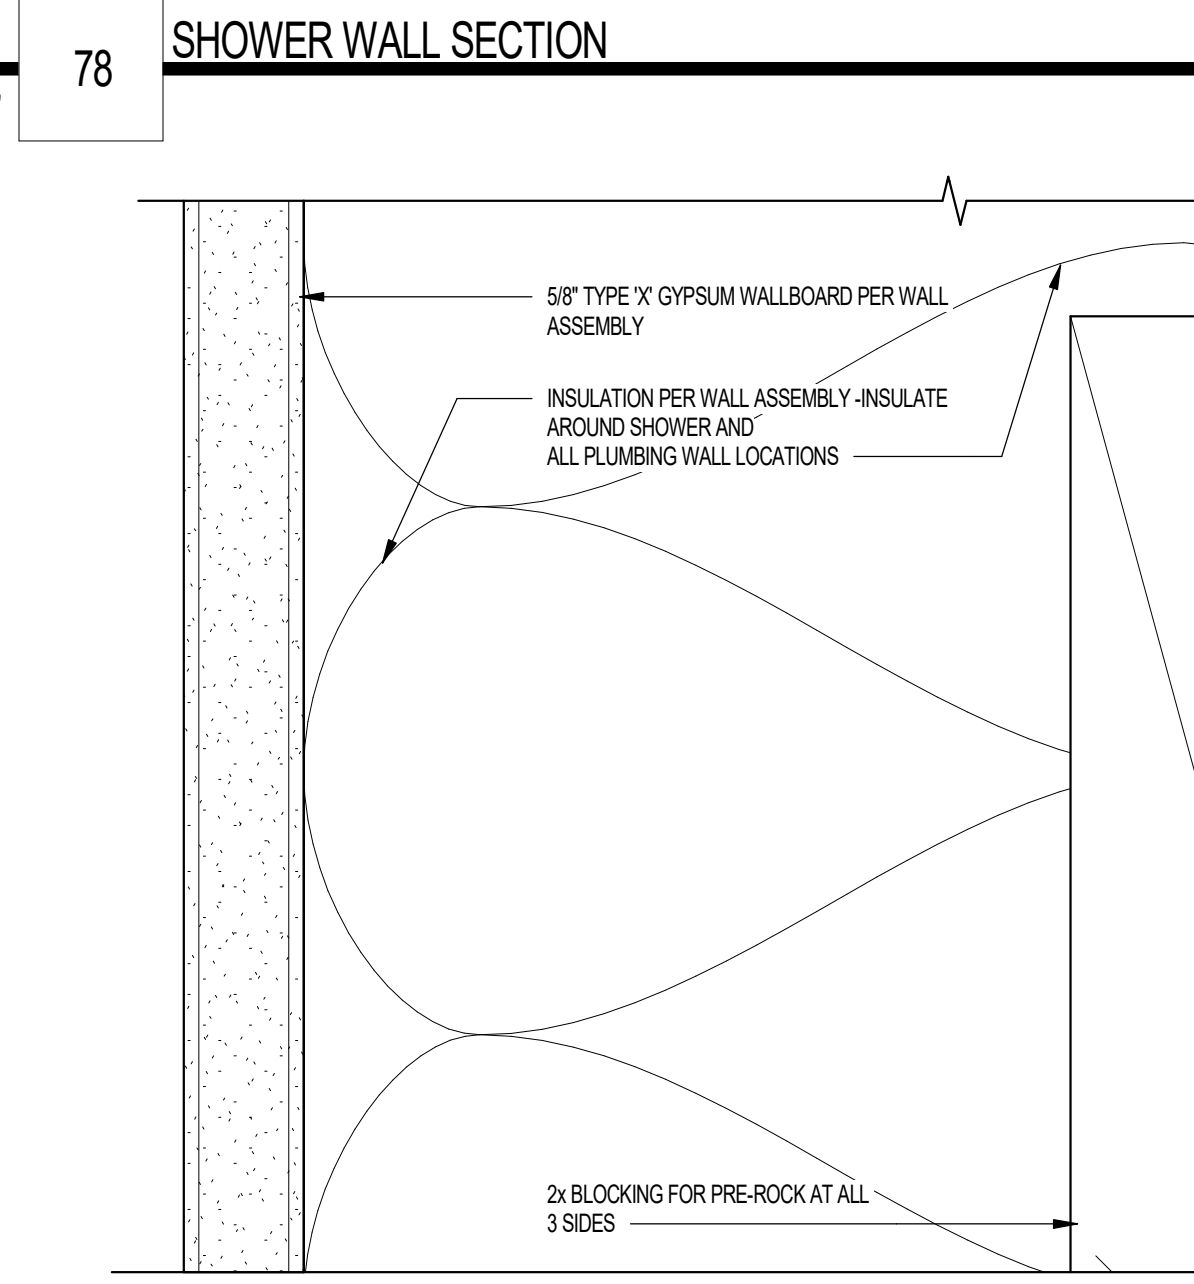 78
SHOWER WALL SECTION
5/8" TYPE 'X' GYPSUM WALLBOARD PER WALL
ASSEMBLY
INSULATION PER WALL ASSEMBLY -INSULATE
AROUND SHOWER AND
ALL PLUMBING WALL LOCATIONS
2x BLOCKING FOR PRE-ROCK AT ALL
3 SIDES